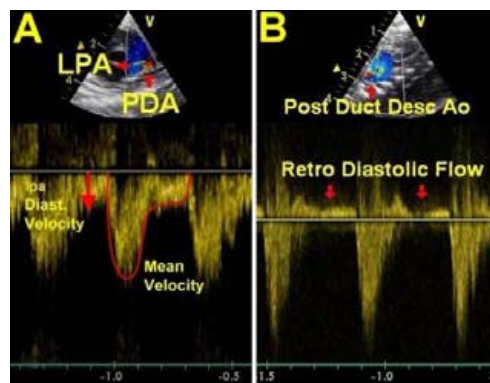 A
V
LPA
PDA
lpa
Diast.
Velocity
Mean
Velocity
-1.0
-0.5
B
V
Post Duct Desc Ao
Retro Diastolic Flow
-1.5
-1.0